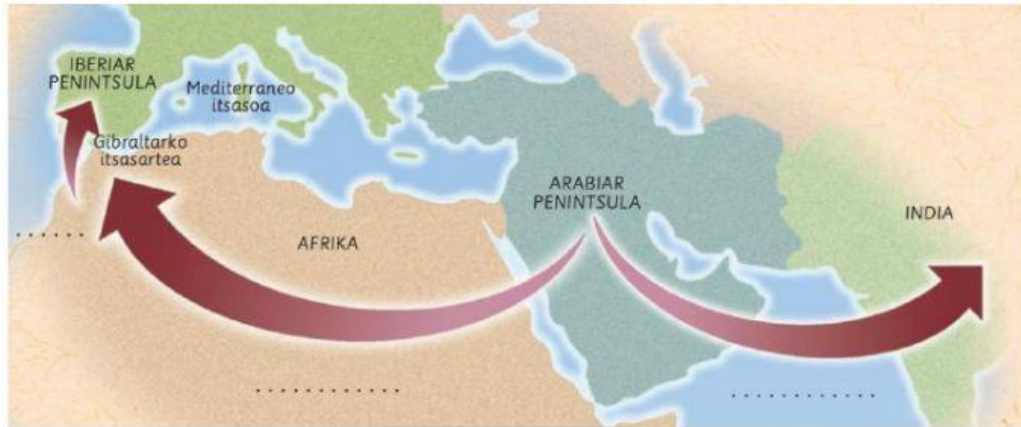 IBERIAR
PENINTSULA
Mediterraneo
itsasoa
Gibraltarko
itsasartea
ARABIAR
PENINTSULA
AFRIKA
INDIA